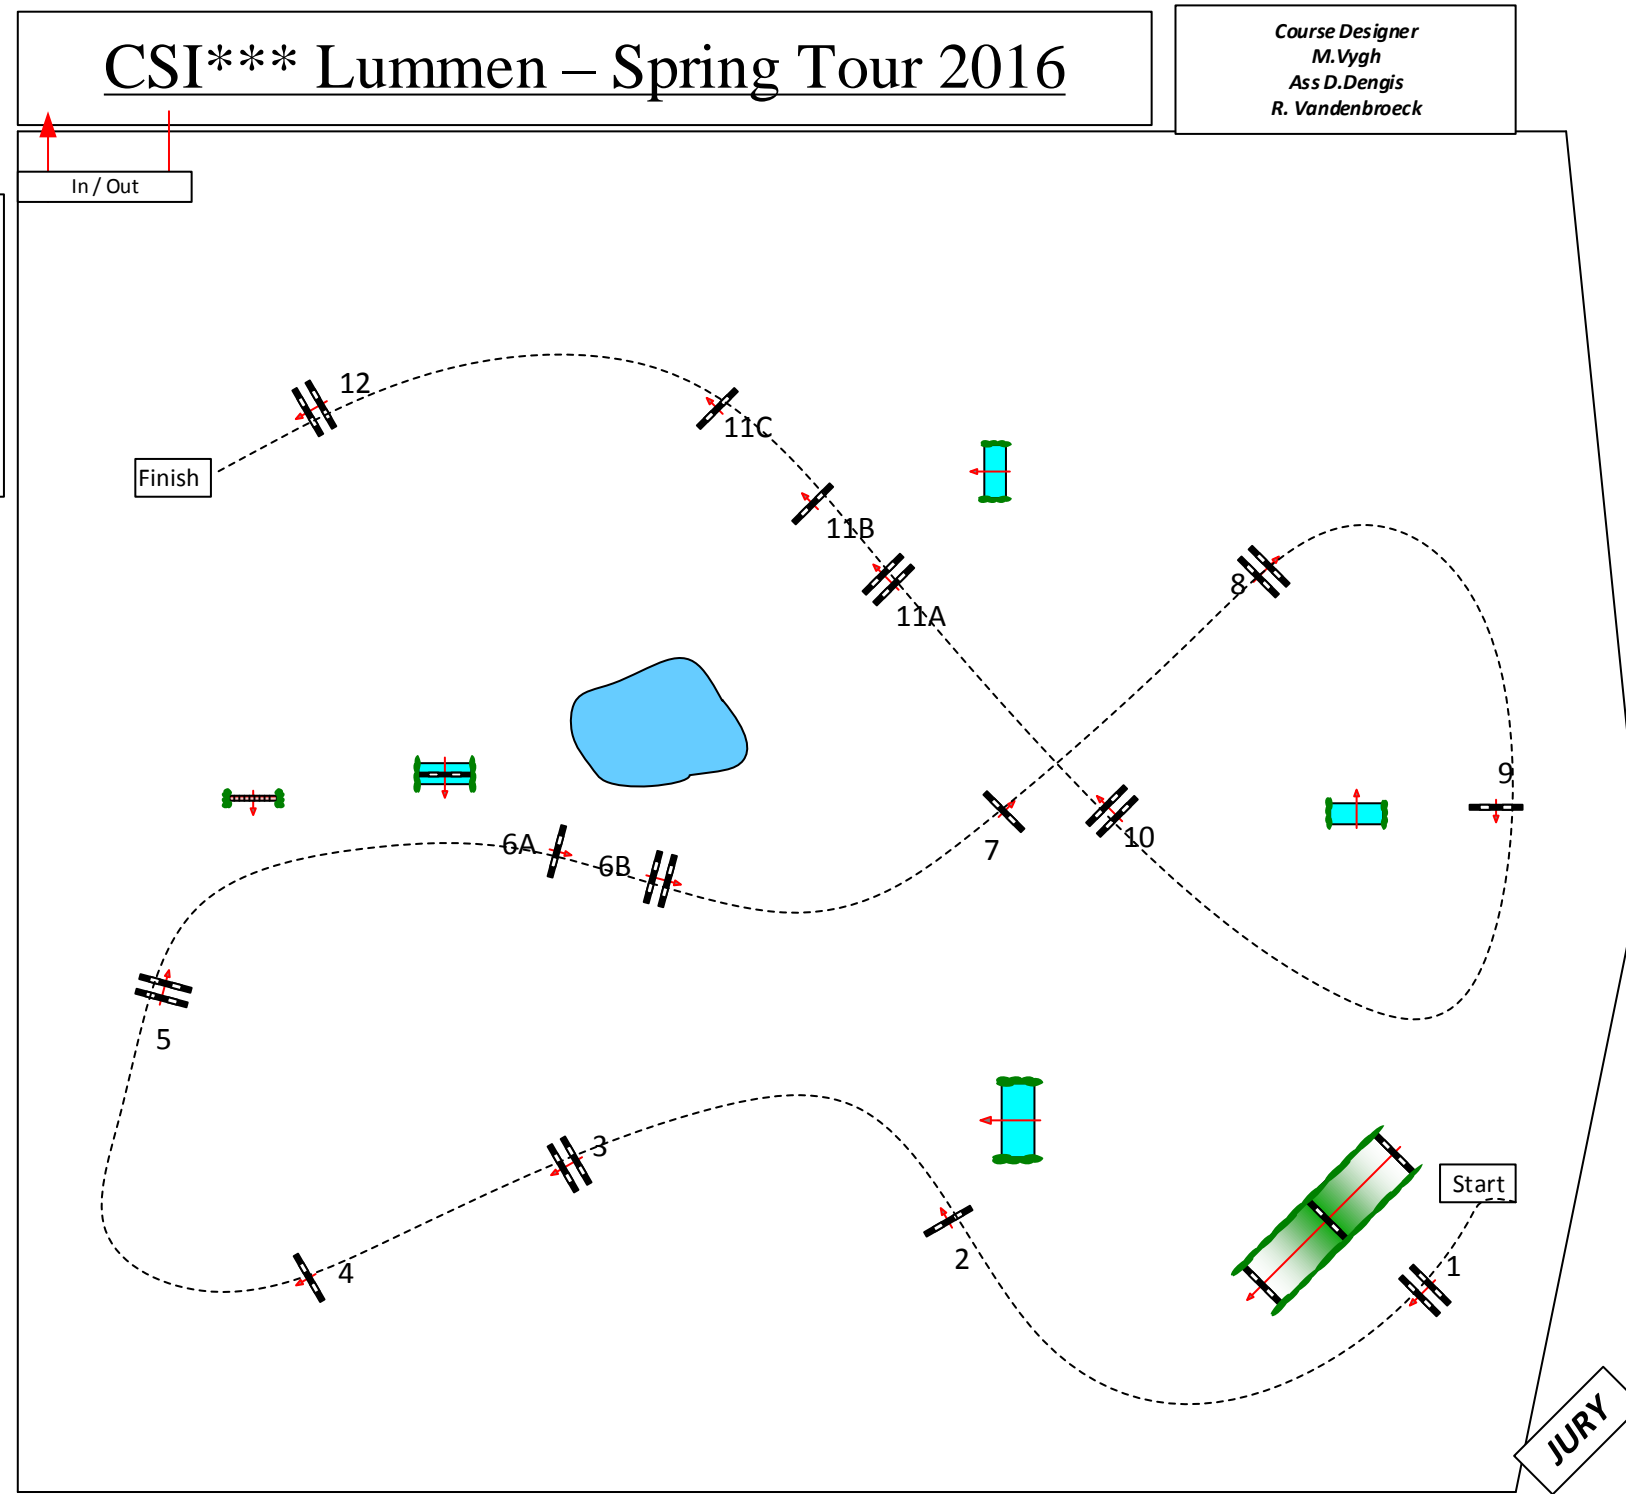 CSI*** Lummen – Spring Tour 2016
Course Designer
M.Vygh
Ass D.Dengis
R. Vandenbroeck
In / Out
12
11C
Finish
11B
8
11A
9
6A
6B
7
10
5
3
Start
2
1
4
JURY